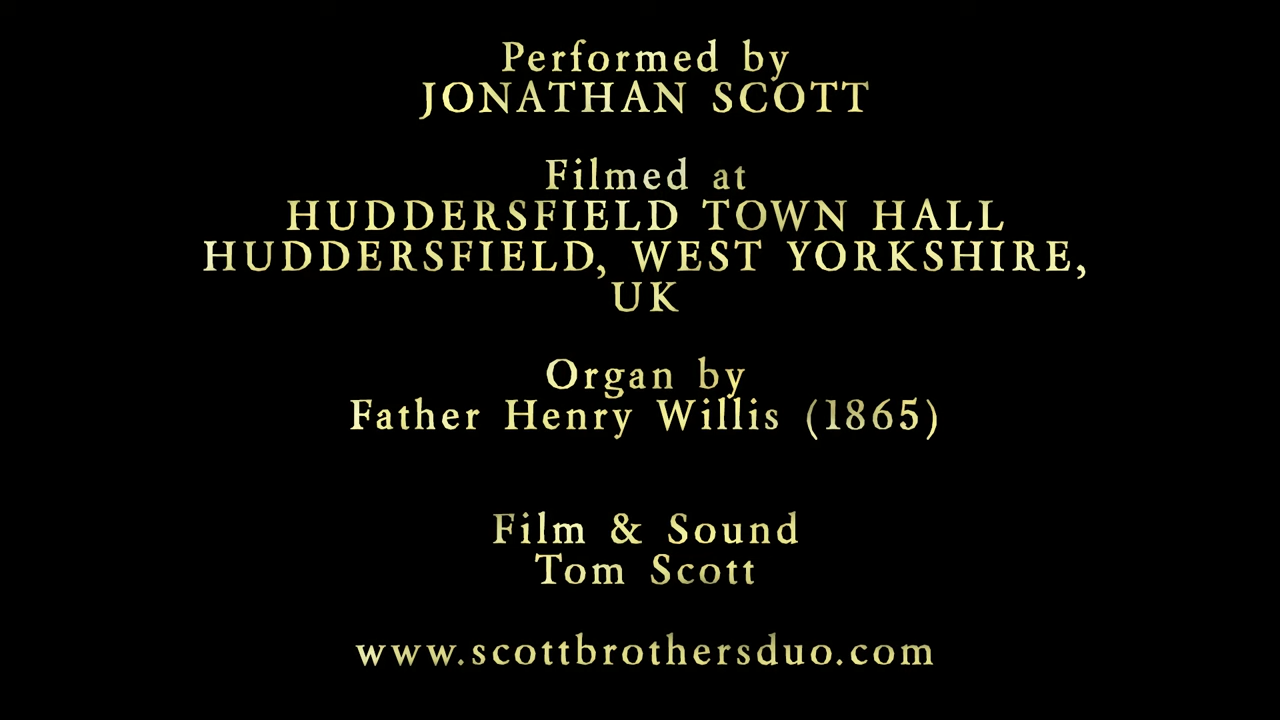 Performed by
JONATHAN SCOTT
Filmed at
HUDDERSFIELD TOWN HALL
HUDDERSFIELD, WEST YORKSHIRE,
UK
Organ by
Father Henry Willis (1865)
Film & Sound
Tom Scott
www.scottbrothersduo.com